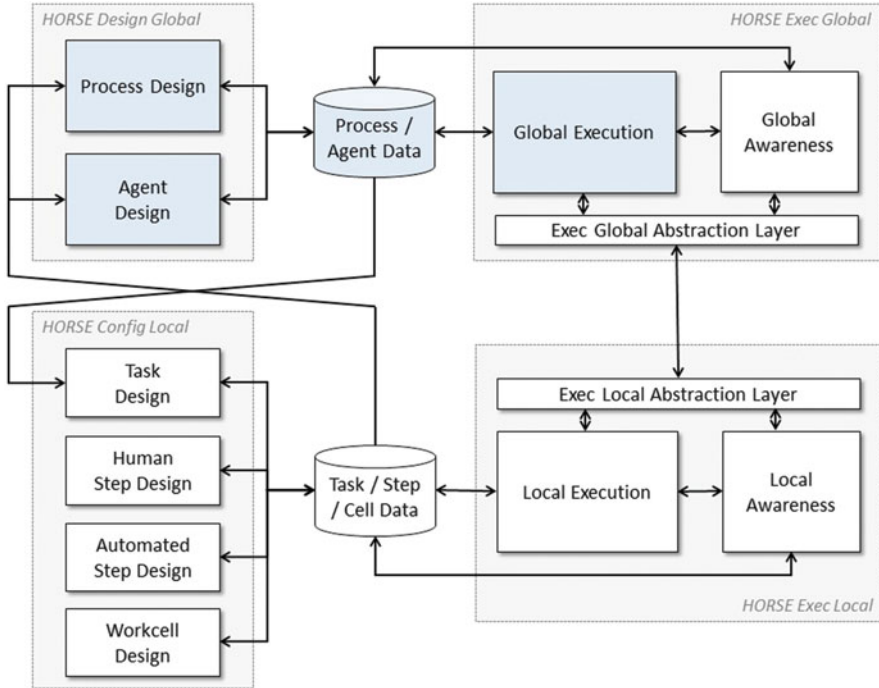 HORSE Design Global
Process Design
Agent
Design
Process /
Agent Data
HORSE Exec Global
Global Execution
Global
Awareness
Exec Global Abstraction Layer
HORSE Config Local
Task
Design
Human
Step Design
Automated
Step Design
Workcell
Design
Task / Step
/ Cell Data
Exec Local Abstraction Layer
Local Execution
Local
Awareness
HORSE Exec Local